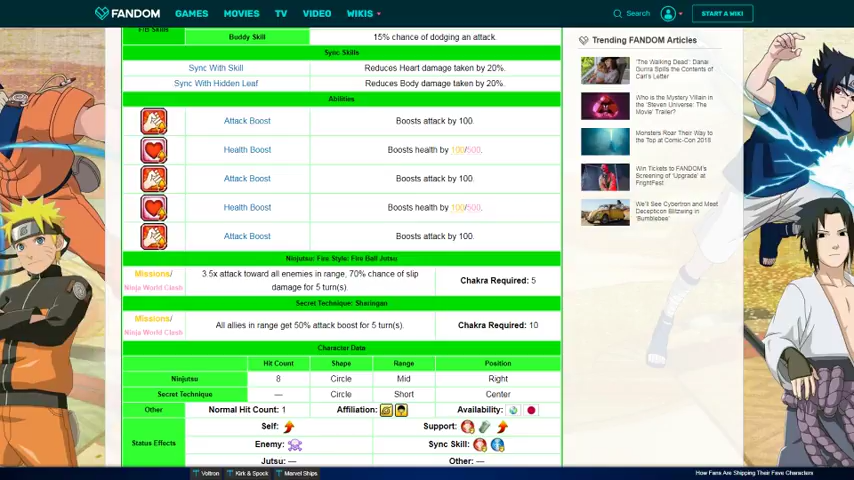 FANDOM GAMES MOVIES TV VIDEO WIKIS Search START A WIKI
FTB Skills
Buddy Skill 15% chance of dodging an attack.
Sync Skills
Sync With Skill Reduces Heart damage taken by 20%.
Sync With Hidden Leaf Reduces Body damage taken by 20%.
Abilities
Attack Boost Boosts attack by 100.
Health Boost Boosts health by 100/500.
Attack Boost Boosts attack by 100.
Health Boost Boosts health by 100/500.
Attack Boost Boosts attack by 100.
Ninjutsu: Fire Style: Fire Ball Jutsu
Missions/
Ninja World Clash
3.5x attack toward all enemies in range, 70% chance of slip
damage for 5 turn(s).
Chakra Required: 5
Secret Technique: Sharingan
Missions/
Ninja World Clash
All allies in range get 50% attack boost for 5 turn(s).
Chakra Required: 10
Character Data
Hit Count Shape Range Position
Ninjutsu 8 Circle Mid Right
Secret Technique — Circle Short Center
Other Normal Hit Count: 1 Affiliation: Availability:
Status Effects
Self: Support:
Enemy: Sync Skill:
Jutsu: — Other: —
Trending FANDOM Articles
'The Walking Dead': Danai
Gurira Spills the Contents of
Carl's Letter
Who is the Mystery Villain in
the 'Steven Universe: The
Movie' Trailer?
Monsters Roar Their Way to
the Top at Comic-Con 2018
Win Tickets to FANDOM's
Screening of 'Upgrade' at
FrightFest
We'll See Cybertron and Meet
Decepticon Blitzwing in
'Bumblebee'
Voltron Kirk & Spock Marvel Ships How Fans Are Shipping Their Fave Characters